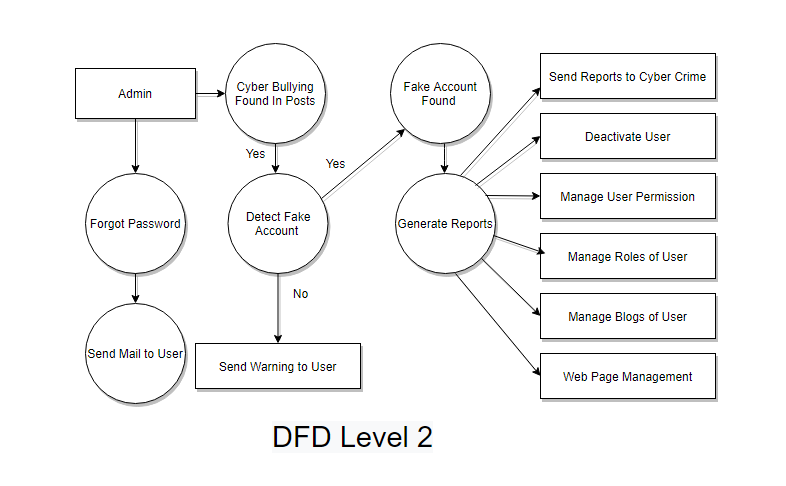 Admin
Cyber Bullying
Found In Posts
Fake Account
Found
Send Reports to Cyber Crime
Deactivate User
Yes
Yes
Forgot Password
Detect Fake
Account
Generate Reports
Manage User Permission
Manage Roles of User
No
Manage Blogs of User
Send Mail to User
Send Warning to User
Web Page Management
DFD Level 2